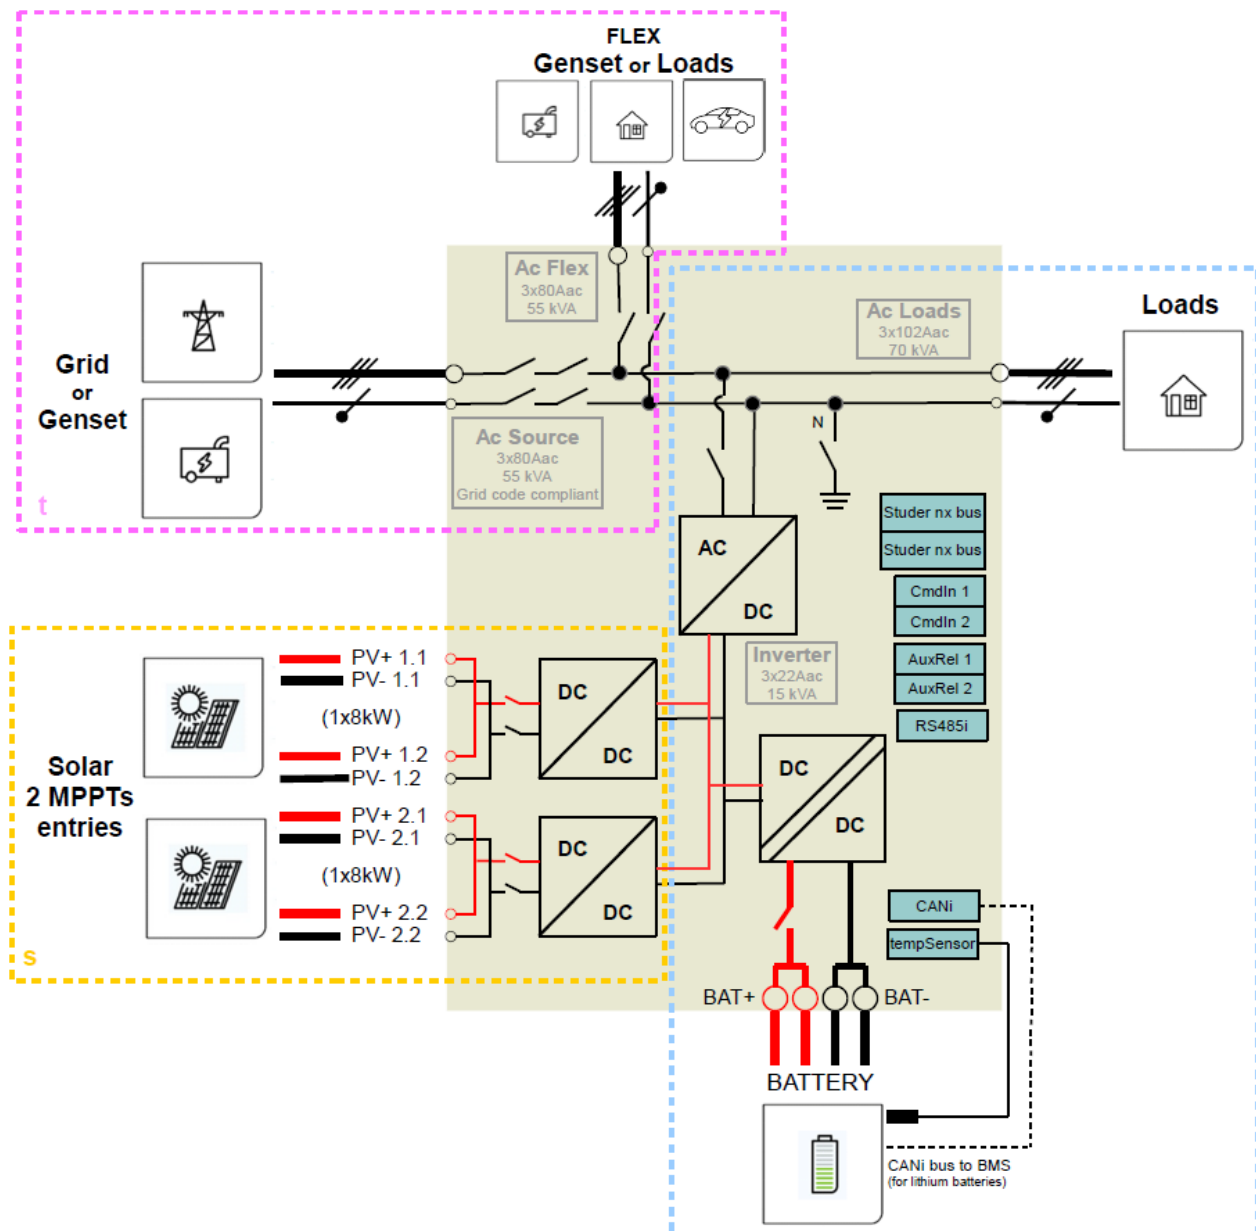 FLEX
Genset or Loads
Ac Flex
3x80Aac
55 kVA
Ac Loads
3x102Aac
70 kVA
Loads
Grid
or
Genset
Ac Source
3x80Aac
55 kVA
Grid code compliant
N
t
Studer nx bus
Studer nx bus
AC
DC
CmdIn 1
CmdIn 2
Inverter
3x22Aac
15 kVA
AuxRel 1
AuxRel 2
RS485i
PV+ 1.1
PV- 1.1
(1x8kW)
PV+ 1.2
PV- 1.2
DC
DC
Solar
2 MPPTs
entries
PV+ 2.1
PV- 2.1
(1x8kW)
PV+ 2.2
PV- 2.2
DC
DC
s
DC
DC
CANi
tempSensor
BAT+
BAT-
BATTERY
CANi bus to BMS
(for lithium batteries)